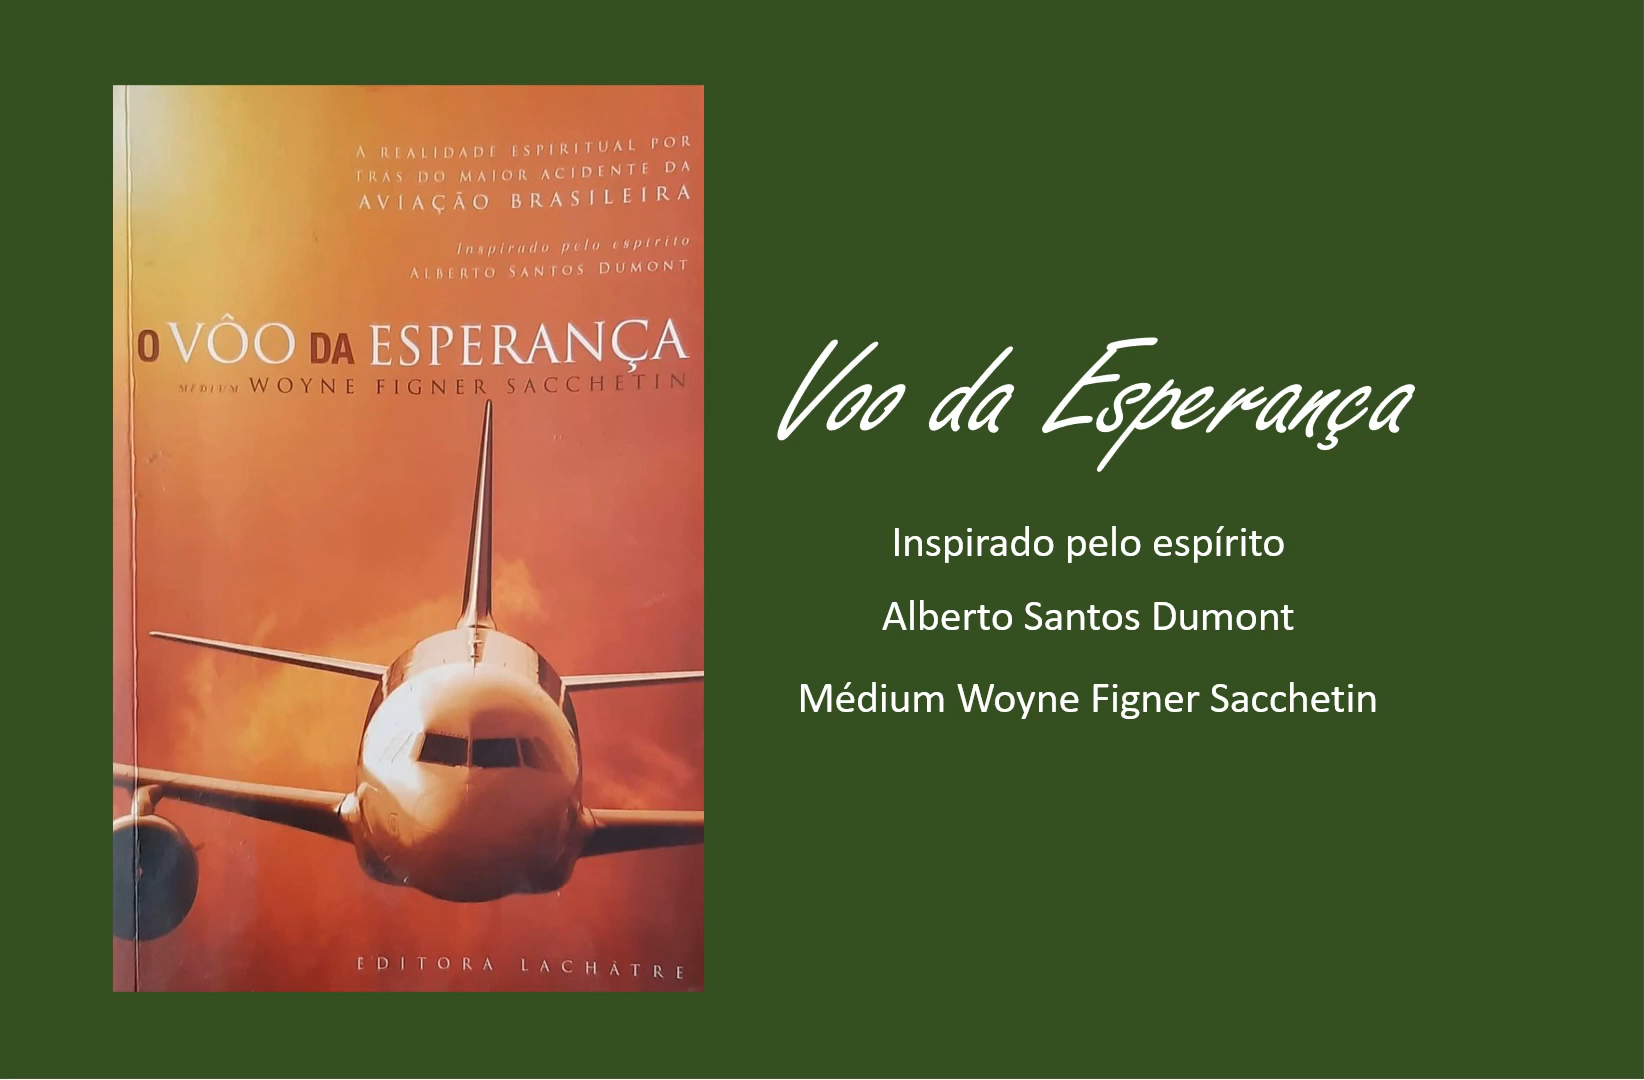 A REALIDADE ESPIRITUAL POR
TRÁS DO MAIOR ACIDENTE DA
AVIAÇÃO BRASILEIRA
Inspirado pelo espírito
ALBERTO SANTOS DUMONT
O VÔO DA ESPERANÇA
MÉDIUM WOYNE FIGNER SACCHETIN
EDITORA LACHÂTRE
Voo da Esperança
Inspirado pelo espírito
Alberto Santos Dumont
Médium Woyne Figner Sacchetin